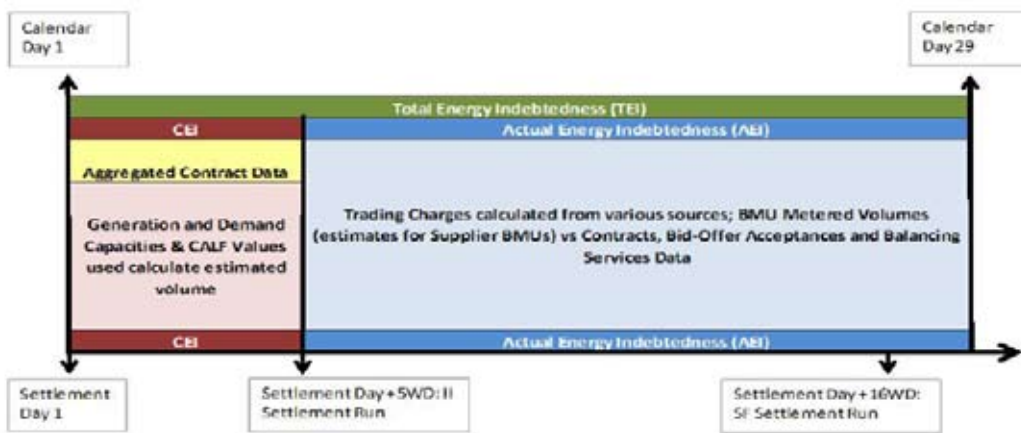 Calendar
Day 1
Calendar
Day 29
Total Energy Indebtedness (TEI)
CEI
Actual Energy Indebtedness (AEI)
Aggregated Contract Data
Generation and Demand
Capacities & CALF Values
used calculate estimated
volume
Trading Charges calculated from various sources; BMU Metered Volumes
(estimates for Supplier BMUs) vs Contracts, Bid-Offer Acceptances and Balancing
Services Data
CEI
Actual Energy Indebtedness (AEI)
Settlement
Day 1
Settlement Day +5WD: II
Settlement Run
Settlement Day +16WD:
SF Settlement Run